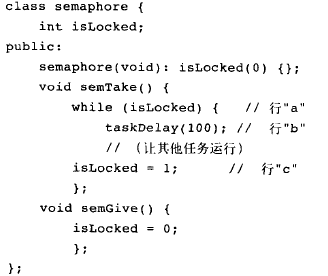 class semaphore {
    int isLocked;
public:
    semaphore(void): isLocked(0) {};
    void semTake() {
        while (isLocked) {   // 行"a"
            taskDelay(100); // 行"b"
            // (让其他任务运行)
        isLocked = 1;      // 行"c"
        };
    void semGive() {
        isLocked = 0;
        };
};